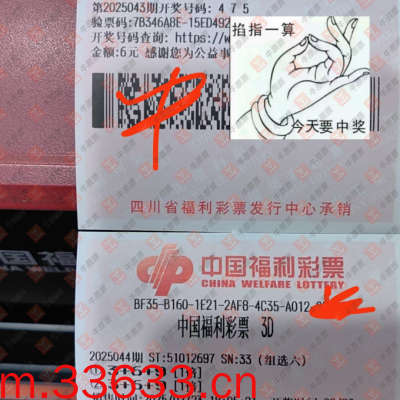 第2025043期开奖号码: 4 7 5
验票码:7B346ABE-15ED492
开奖号码查询: https://w
金额:6元 感谢您为公益事
掐指一算
今天要中奖
中
四川省福利彩票发行中心承销
中国福利彩票
CHINA WELFARE LOTTERY
BF35-B160-1E21-2AF8-4C35-A012-
中国福利彩票 3D
2025044期 ST:51012697 SN:33 (组选六)
m.33633.cn